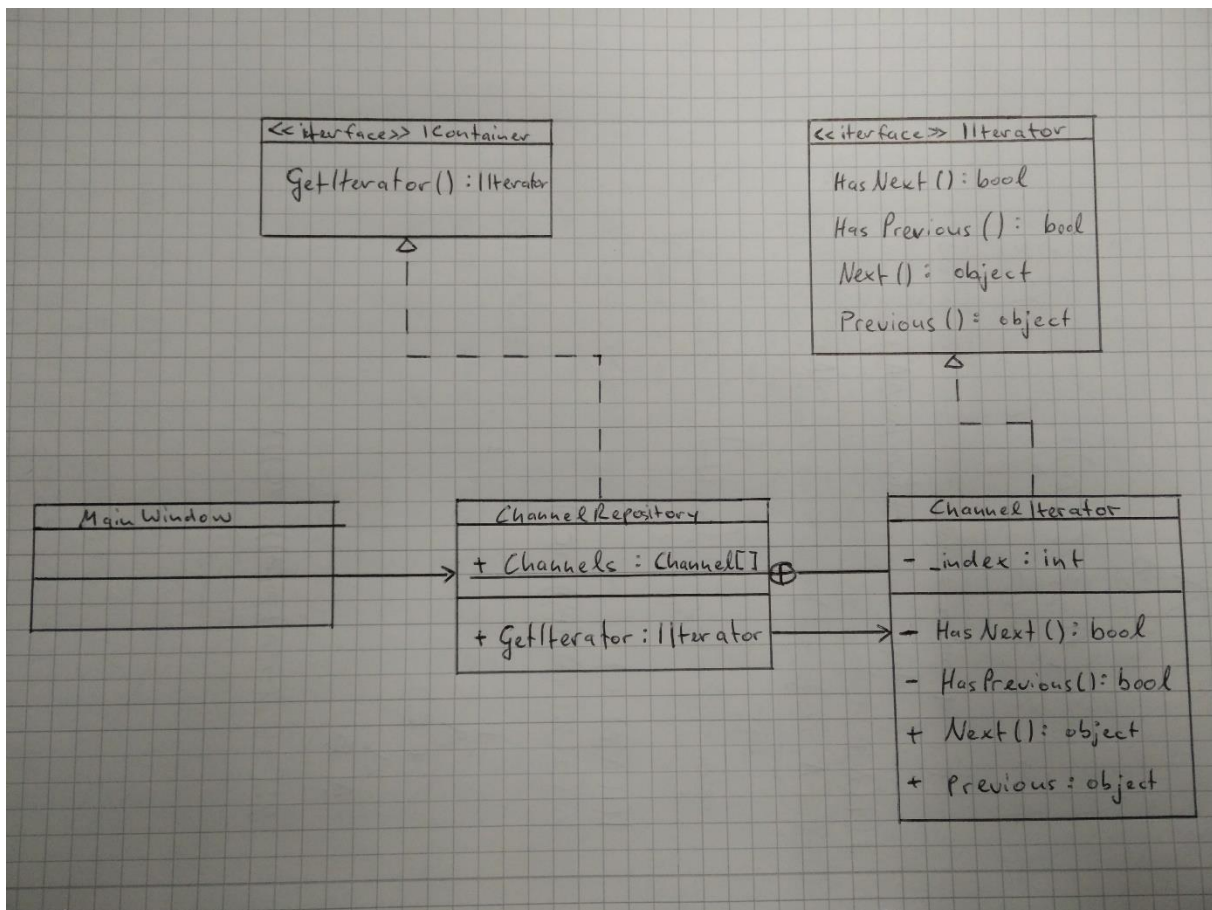 <<iterface>> IContainer
GetIterator() : IIterator
<<iterface>> IIterator
HasNext() : bool
HasPrevious() : bool
Next() : object
Previous() : object
MainWindow
ChannelRepository
+ Channels : Channel[]
+ GetIterator : IIterator
ChannelIterator
- _index : int
- HasNext() : bool
- HasPrevious() : bool
+ Next() : object
+ Previous : object